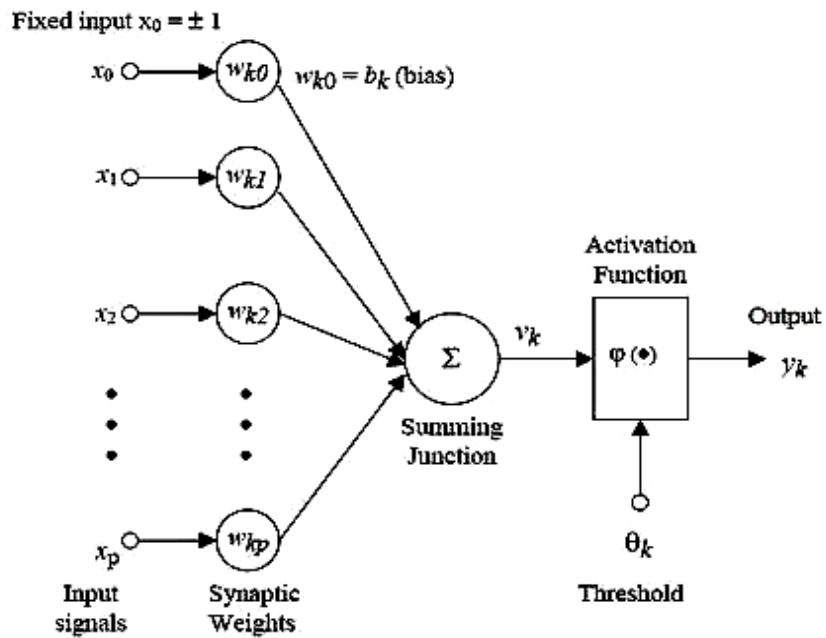 Fixed input x₀ = ± 1
x₀
wk0
wk0 = bk (bias)
x₁
wk1
x₂
wk2
Σ
Summing
Junction
vk
Activation
Function
φ (•)
Output
yk
θk
Threshold
xp
wkp
Input
signals
Synaptic
Weights